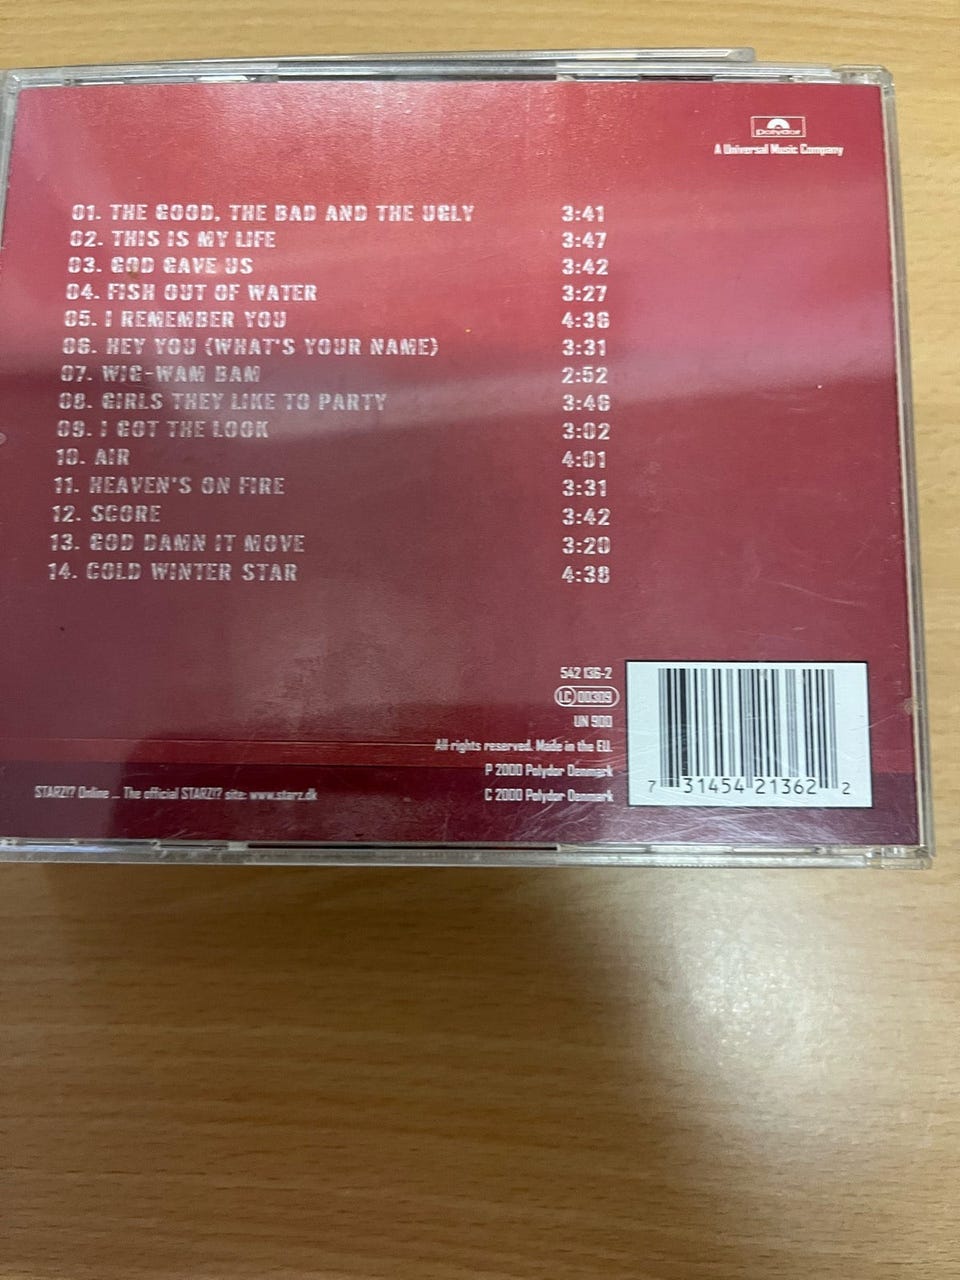 polydor
A Universal Music Company
01. THE GOOD, THE BAD AND THE UGLY 3:41
02. THIS IS MY LIFE 3:47
03. GOD GAVE US 3:42
04. FISH OUT OF WATER 3:27
05. I REMEMBER YOU 4:36
06. HEY YOU (WHAT'S YOUR NAME) 3:31
07. WIG-WAM BAM 2:52
08. GIRLS THEY LIKE TO PARTY 3:46
09. I GOT THE LOOK 3:02
10. AIR 4:01
11. HEAVEN'S ON FIRE 3:31
12. SCORE 3:42
13. GOD DAMN IT MOVE 3:20
14. COLD WINTER STAR 4:38
542 136-2
LC 00309
UN 900
All rights reserved. Made in the EU.
P 2000 Polydor Denmark
C 2000 Polydor Denmark
STARZ!? Online ... The official STARZ!? site: www.starz.dk
7 31454 21362 2